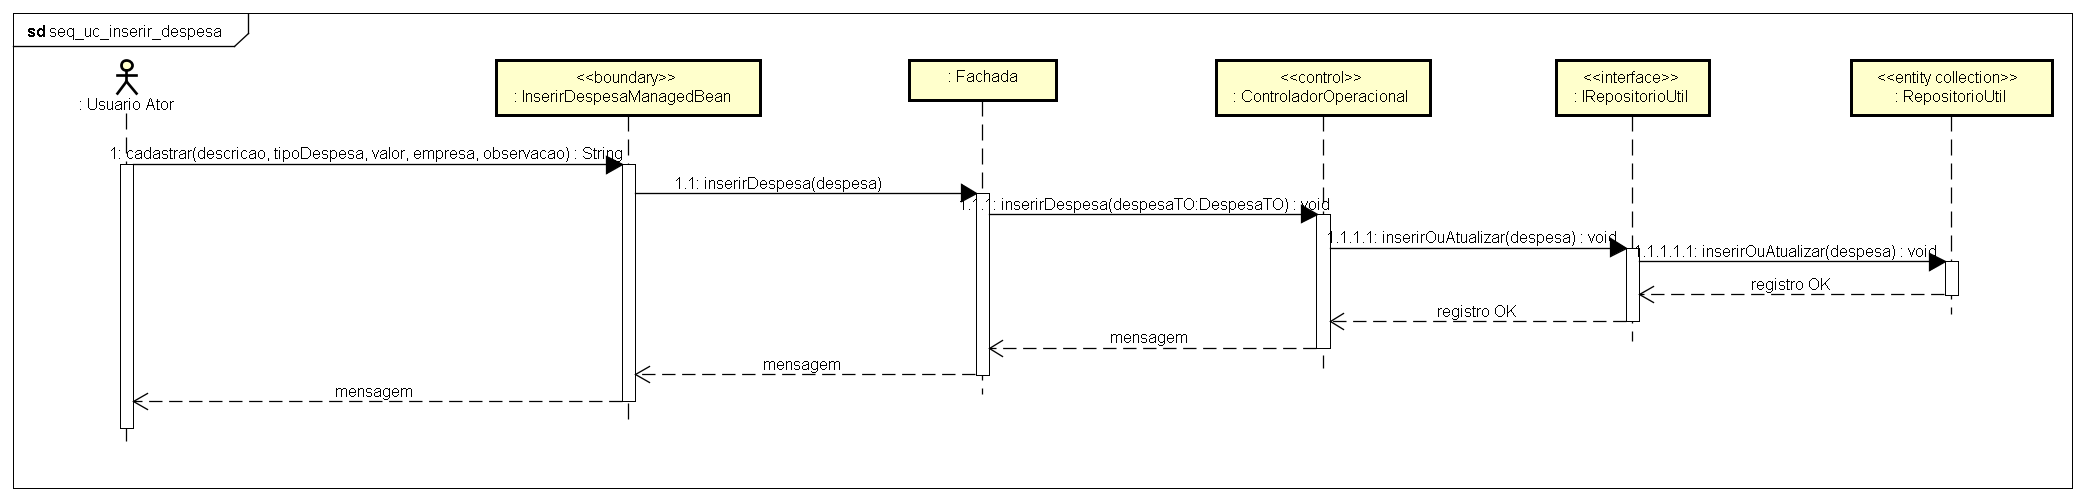 sd seq_uc_inserir_despesa
: Usuario Ator
<<boundary>>
: InserirDespesaManagedBean
: Fachada
<<control>>
: ControladorOperacional
<<interface>>
: IRepositorioUtil
<<entity collection>>
: RepositorioUtil
1: cadastrar(descricao, tipoDespesa, valor, empresa, observacao) : String
1.1: inserirDespesa(despesa)
1.1.1: inserirDespesa(despesaTO:DespesaTO) : void
1.1.1.1: inserirOuAtualizar(despesa) : void
1.1.1.1.1: inserirOuAtualizar(despesa) : void
registro OK
registro OK
mensagem
mensagem
mensagem